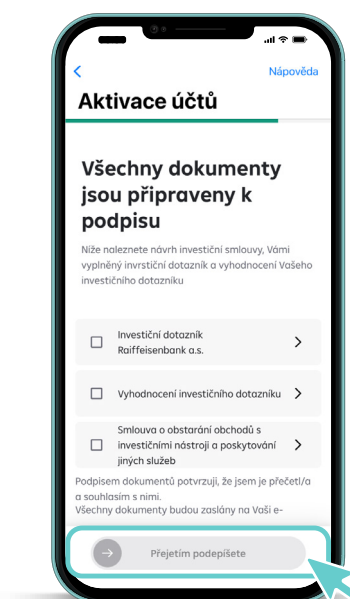 Nápověda
Aktivace účtů
Všechny dokumenty
jsou připraveny k
podpisu
Níže naleznete návrh investiční smlouvy, Vámi
vyplněný invrstiční dotazník a vyhodnocení Vašeho
investičního dotazníku
Investiční dotazník
Raiffeisenbank a.s.
Vyhodnocení investičního dotazníku
Smlouva o obstarání obchodů s
investičními nástroji a poskytování
jiných služeb
Podpisem dokumentů potvrzuji, že jsem je přečetl/a
a souhlasím s nimi.
Všechny dokumenty budou zaslány na Vaši e-
Přejetím podepíšete